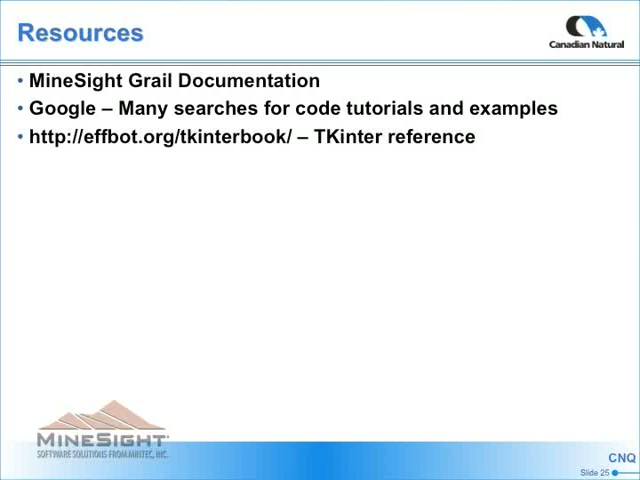 Resources
Canadian Natural
• MineSight Grail Documentation
• Google – Many searches for code tutorials and examples
• http://effbot.org/tkinterbook/ – TKinter reference
MINESIGHT
SOFTWARE SOLUTIONS FROM MINTEC, INC.
CNQ
Slide 25